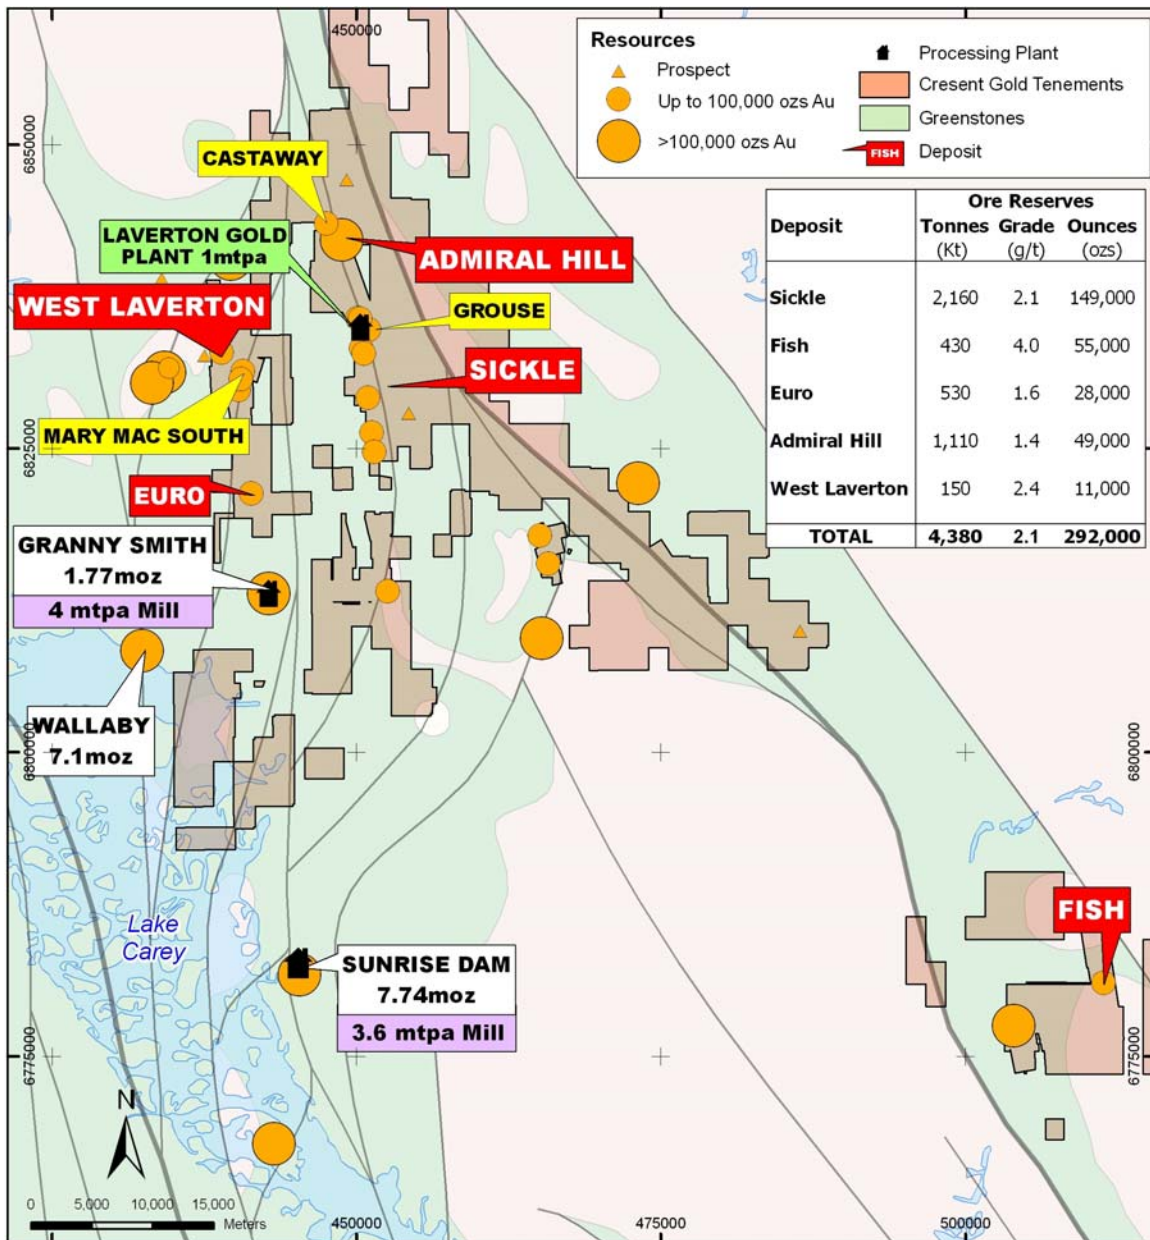 450000
Resources
Prospect
Up to 100,000 ozs Au
>100,000 ozs Au
Processing Plant
Cresent Gold Tenements
Greenstones
FISH Deposit
6850000
6850000
CASTAWAY
LAVERTON GOLD
PLANT 1mtpa
ADMIRAL HILL
WEST LAVERTON
GROUSE
SICKLE
MARY MAC SOUTH
6825000
EURO
GRANNY SMITH
1.77moz
4 mtpa Mill
Deposit Ore Reserves
Tonnes Grade Ounces
(Kt) (g/t) (ozs)
Sickle 2,160 2.1 149,000
Fish 430 4.0 55,000
Euro 530 1.6 28,000
Admiral Hill 1,110 1.4 49,000
West Laverton 150 2.4 11,000
TOTAL 4,380 2.1 292,000
WALLABY
7.1moz
6800000
6800000
Lake
Carey
FISH
SUNRISE DAM
7.74moz
3.6 mtpa Mill
6775000
6775000
N
0 5,000 10,000 15,000
Meters
450000
475000
500000